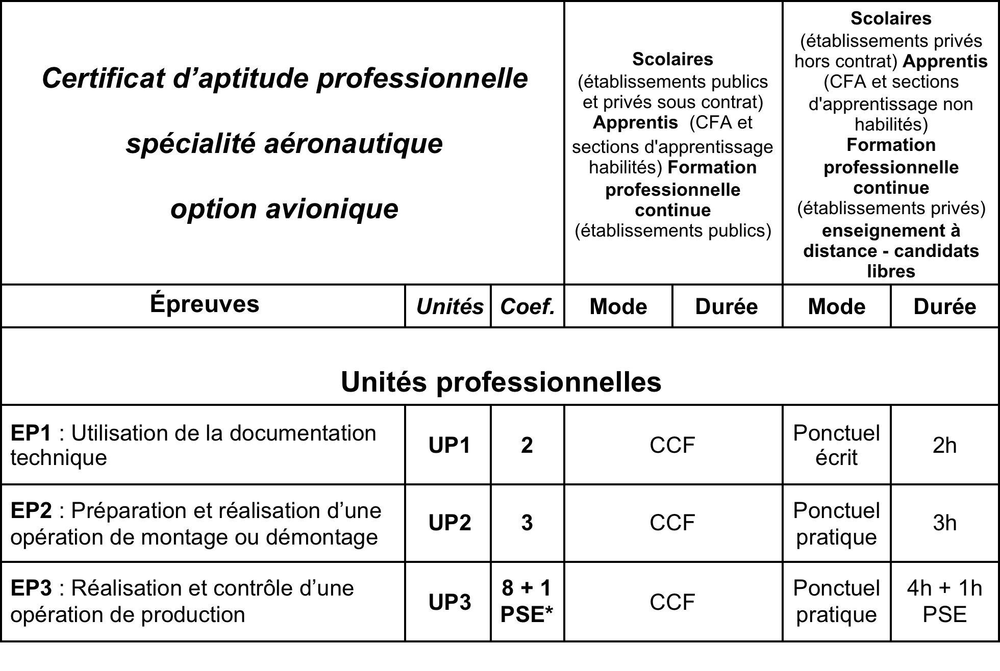 Certificat d’aptitude professionnelle
spécialité aéronautique
option avionique
Scolaires
(établissements publics
et privés sous contrat)
Apprentis (CFA et
sections d'apprentissage
habilités) Formation
professionnelle
continue
(établissements publics)
Scolaires
(établissements privés
hors contrat) Apprentis
(CFA et sections
d'apprentissage non
habilités)
Formation
professionnelle
continue
(établissements privés)
enseignement à
distance - candidats
libres
Épreuves
Unités
Coef.
Mode
Durée
Mode
Durée
Unités professionnelles
EP1 : Utilisation de la documentation
technique
UP1
2
CCF
Ponctuel
écrit
2h
EP2 : Préparation et réalisation d’une
opération de montage ou démontage
UP2
3
CCF
Ponctuel
pratique
3h
EP3 : Réalisation et contrôle d’une
opération de production
UP3
8 + 1
PSE*
CCF
Ponctuel
pratique
4h + 1h
PSE